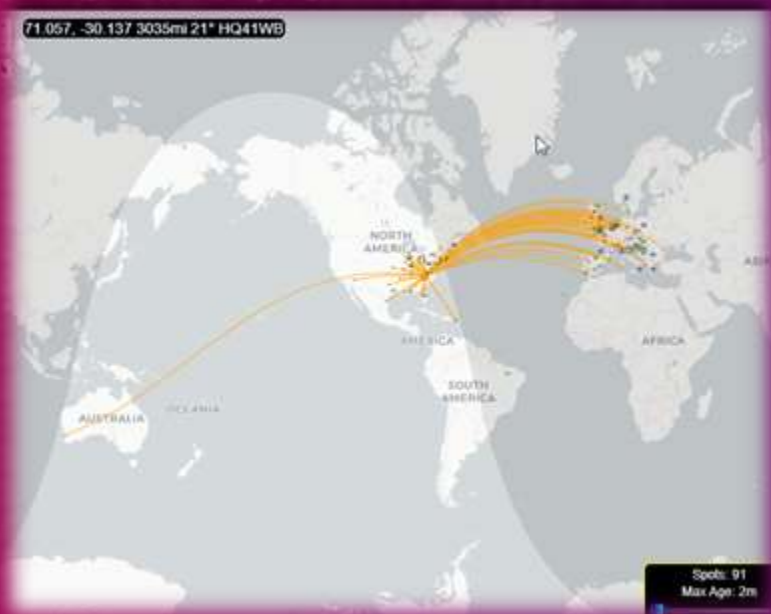 71.057, -30.137 3035mi 21° HQ41WB
NORTH
AMERICA
AMERICA
SOUTH
AMERICA
AFRICA
OCEANIA
AUSTRALIA
Spots: 91
Max Age: 2m